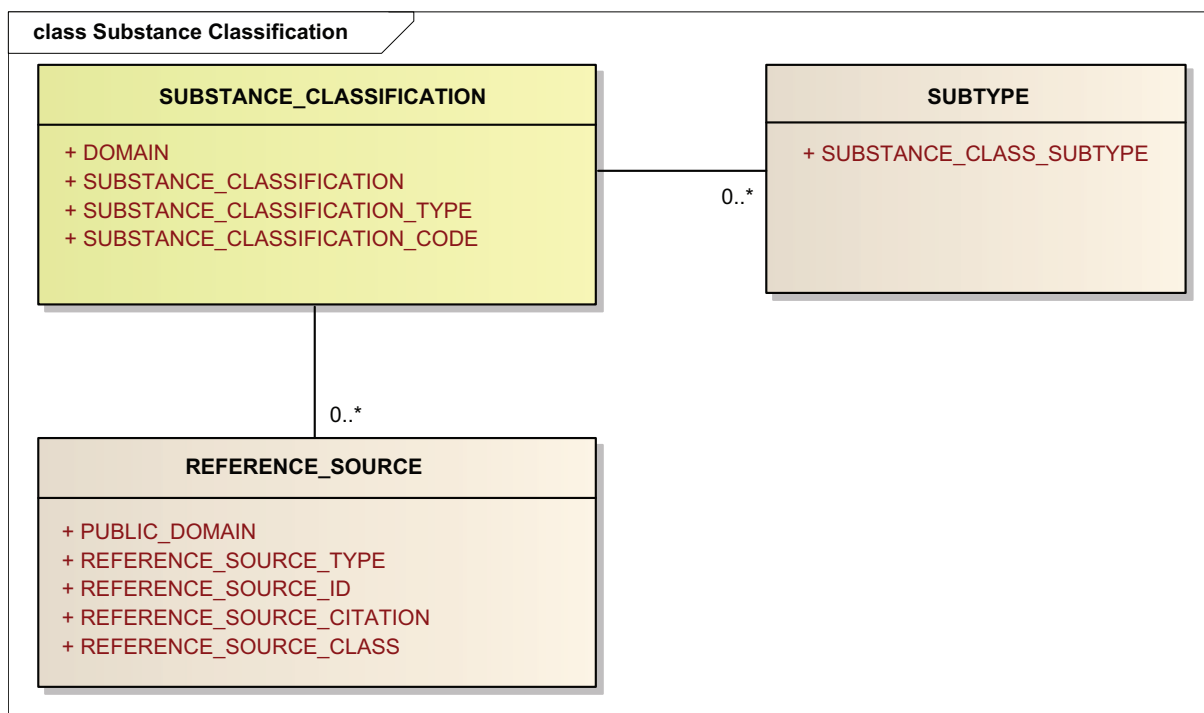 class Substance Classification
SUBSTANCE_CLASSIFICATION
+ DOMAIN
+ SUBSTANCE_CLASSIFICATION
+ SUBSTANCE_CLASSIFICATION_TYPE
+ SUBSTANCE_CLASSIFICATION_CODE
SUBTYPE
+ SUBSTANCE_CLASS_SUBTYPE
0..*
0..*
REFERENCE_SOURCE
+ PUBLIC_DOMAIN
+ REFERENCE_SOURCE_TYPE
+ REFERENCE_SOURCE_ID
+ REFERENCE_SOURCE_CITATION
+ REFERENCE_SOURCE_CLASS